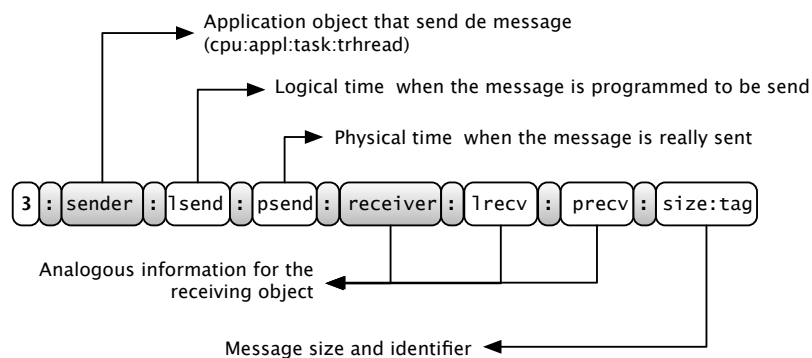 Application object that send de message
(cpu:appl:task:trhread)
Logical time when the message is programmed to be send
Physical time when the message is really sent
3 : sender : lsend : psend : receiver : lrecv : precv : size:tag
Analogous information for the
receiving object
Message size and identifier